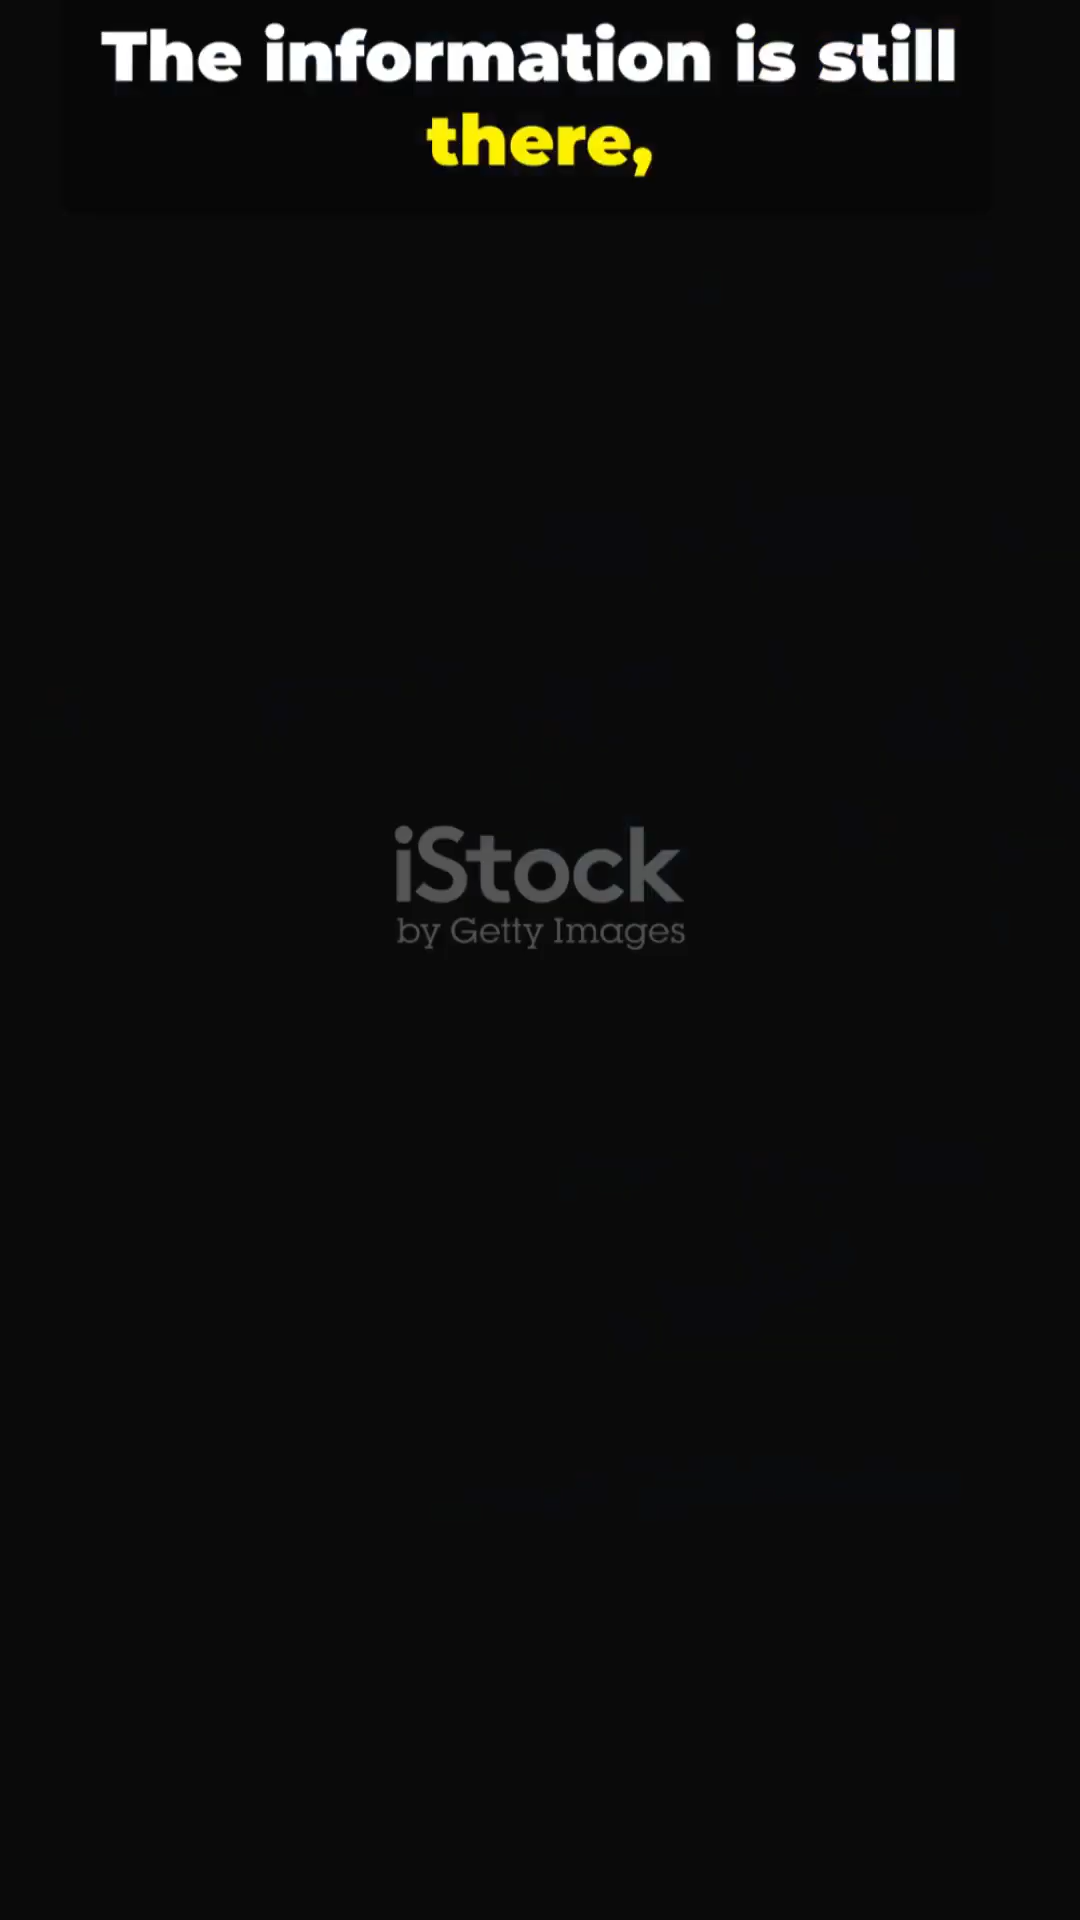 The information is still
there,
iStock
by Getty Images